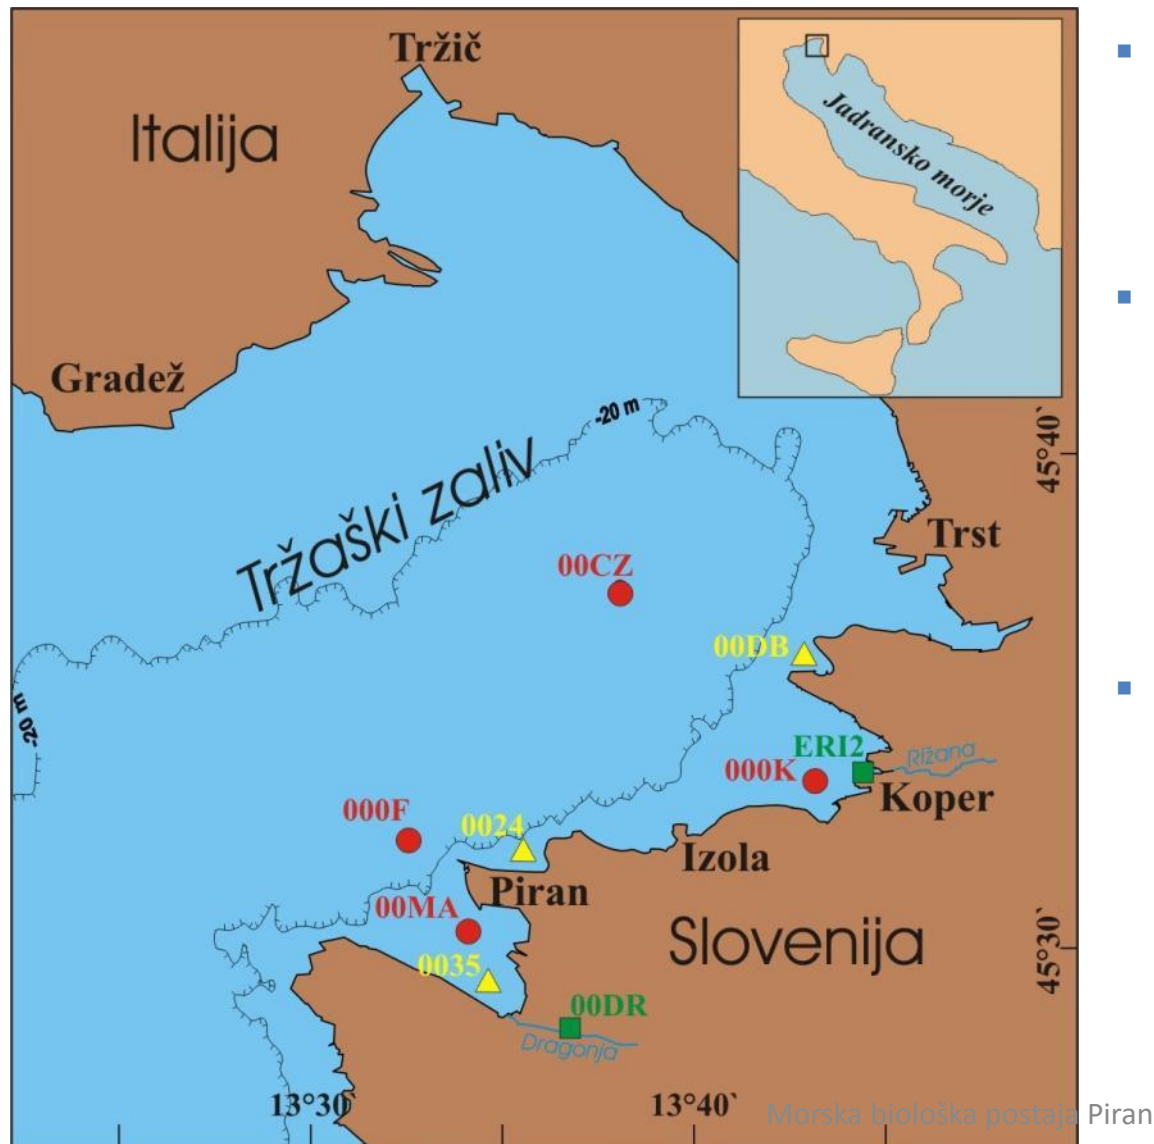 Tržič
Italija
Jadransko morje
Gradež
-20 m
45°40`
Tržaški zaliv
Trst
00CZ
00DB
-20 m
ERI2
Rižana
000K
Koper
000F
0024
Izola
Piran
00MA
Slovenija
45°30`
0035
00DR
Dragonja
13°30`
13°40`
Morska biološka postaja Piran